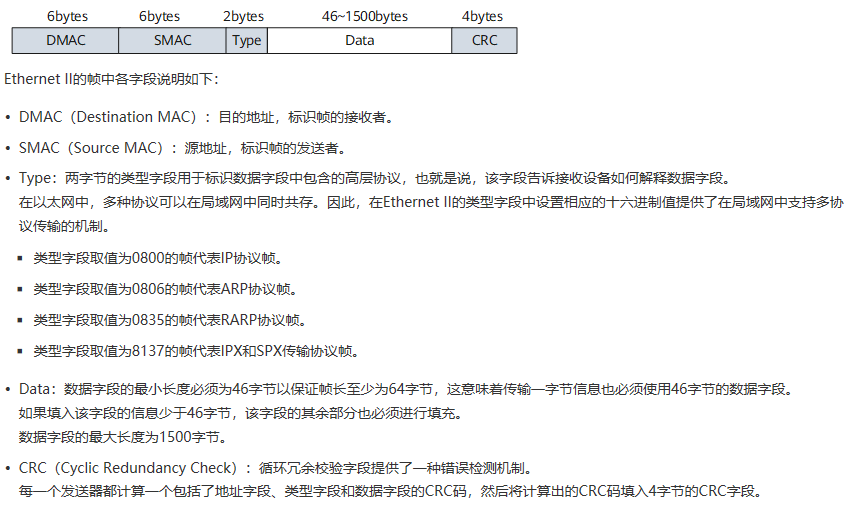 6bytes 6bytes 2bytes 46~1500bytes 4bytes
DMAC SMAC Type Data CRC
Ethernet II的帧中各字段说明如下：
• DMAC（Destination MAC）：目的地址，标识帧的接收者。
• SMAC（Source MAC）：源地址，标识帧的发送者。
• Type：两字节的类型字段用于标识数据字段中包含的高层协议，也就是说，该字段告诉接收设备如何解释数据字段。
在以太网中，多种协议可以在局域网中同时共存。因此，在Ethernet II的类型字段中设置相应的十六进制值提供了在局域网中支持多协
议传输的机制。
▪ 类型字段取值为0800的帧代表IP协议帧。
▪ 类型字段取值为0806的帧代表ARP协议帧。
▪ 类型字段取值为0835的帧代表RARP协议帧。
▪ 类型字段取值为8137的帧代表IPX和SPX传输协议帧。
• Data：数据字段的最小长度必须为46字节以保证帧长至少为64字节，这意味着传输一字节信息也必须使用46字节的数据字段。
如果填入该字段的信息少于46字节，该字段的其余部分也必须进行填充。
数据字段的最大长度为1500字节。
• CRC（Cyclic Redundancy Check）：循环冗余校验字段提供了一种错误检测机制。
每一个发送器都计算一个包括了地址字段、类型字段和数据字段的CRC码，然后将计算出的CRC码填入4字节的CRC字段。